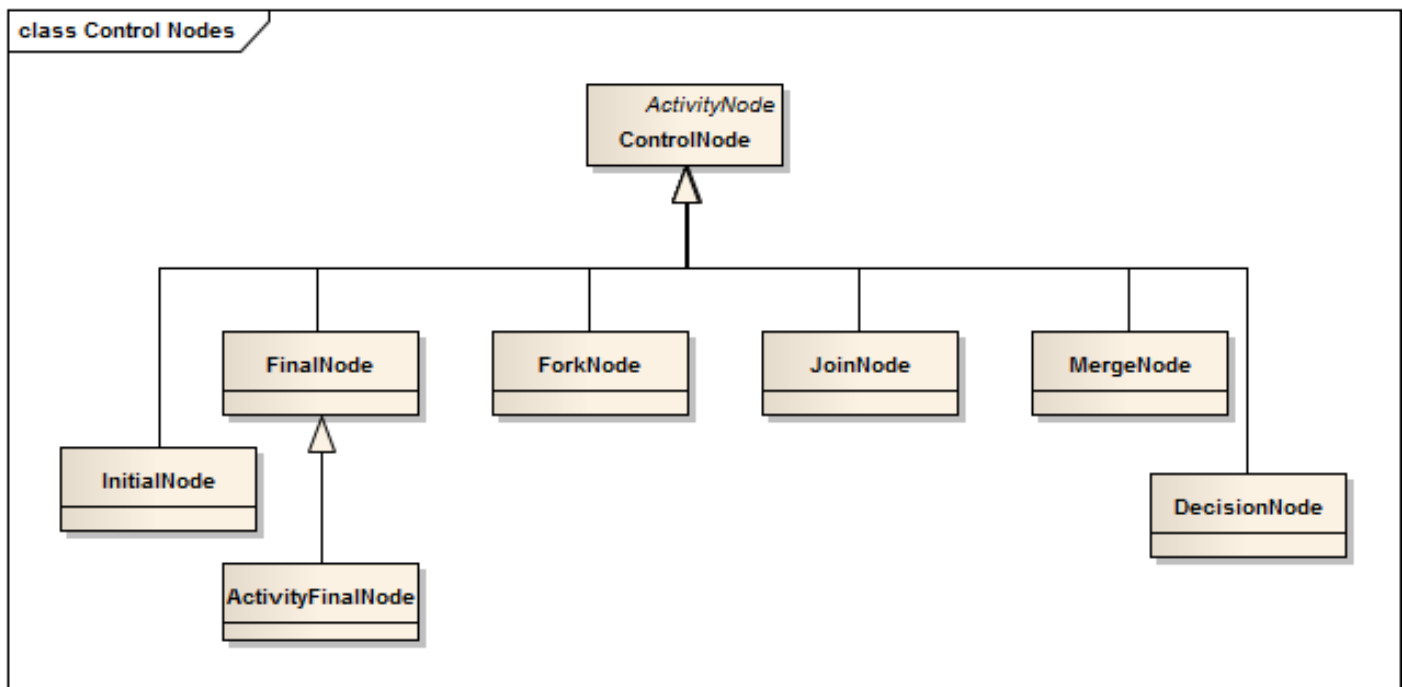 class Control Nodes
ActivityNode
ControlNode
FinalNode
ForkNode
JoinNode
MergeNode
InitialNode
DecisionNode
ActivityFinalNode